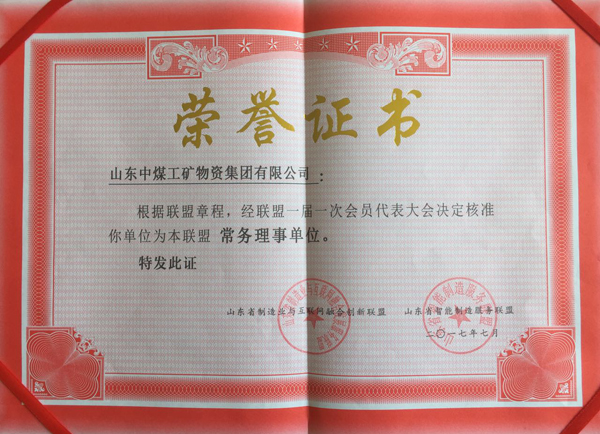 荣誉证书
山东中煤工矿物资集团有限公司：
根据联盟章程，经联盟一届一次会员代表大会决定核准
你单位为本联盟 常务理事单位。
特发此证
山东省制造业与互联网融合创新联盟 山东省智能制造服务联盟
二〇一七年七月